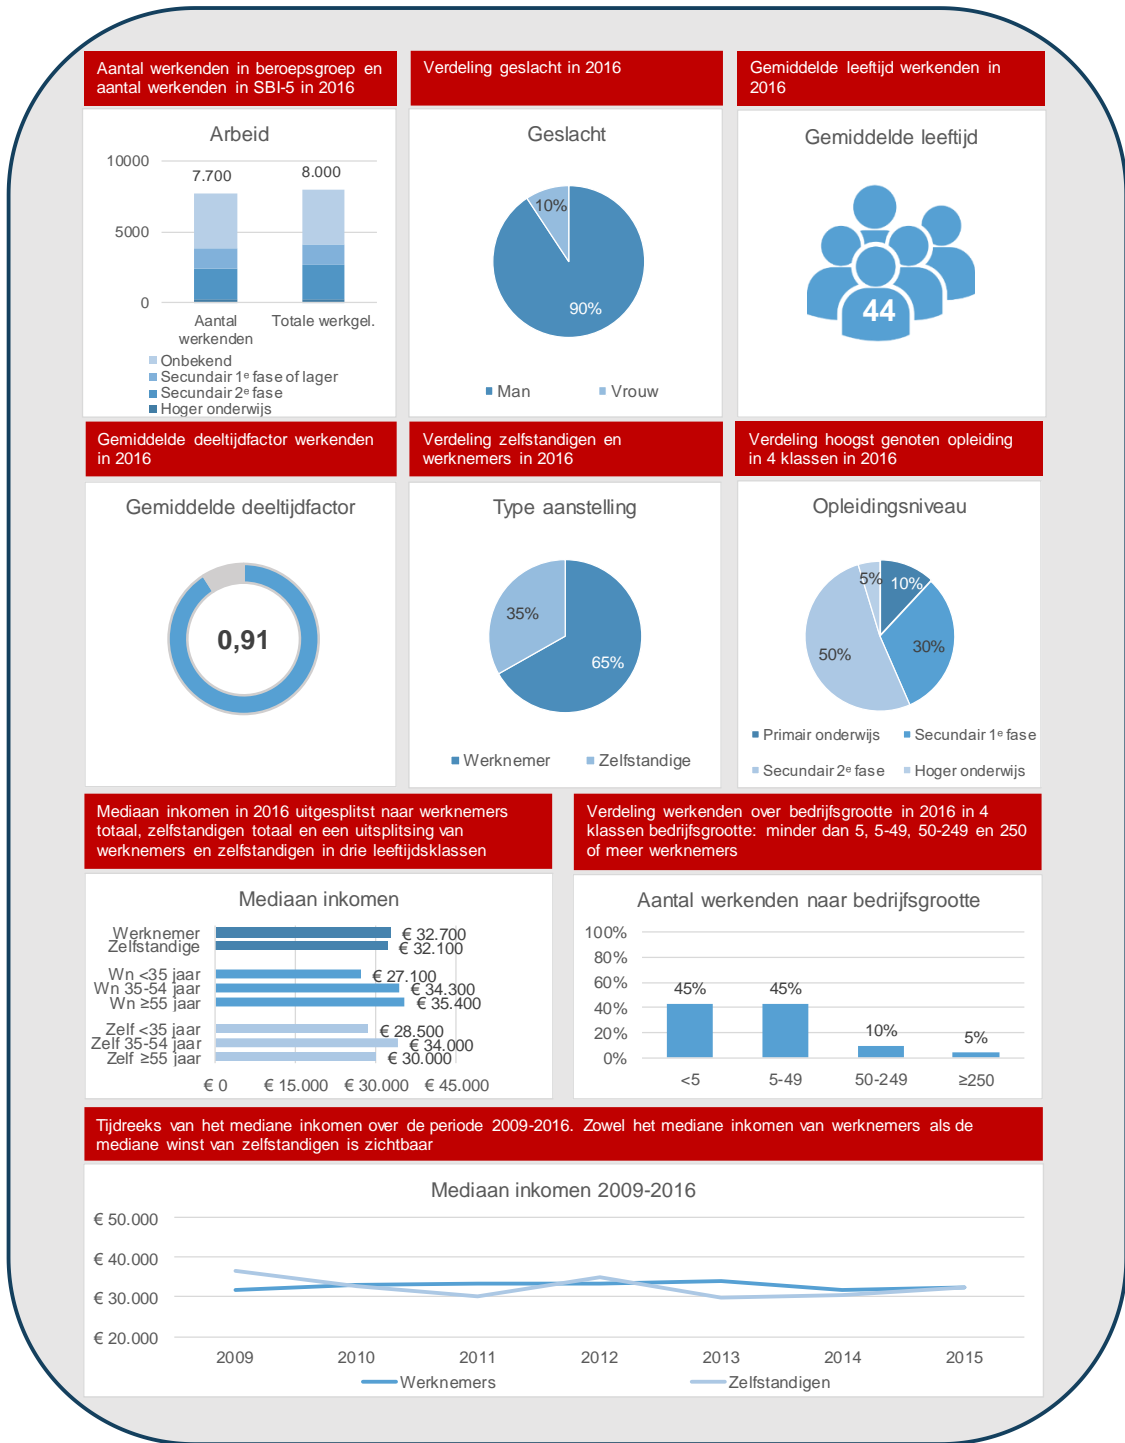 Aantal werkenden in beroepsgroep en
aantal werkenden in SBI-5 in 2016
Arbeid
10000
5000
0
7.700
8.000
Aantal
werkenden
Totale werkgel.
Onbekend
Secundair 1e fase of lager
Secundair 2e fase
Hoger onderwijs
Verdeling geslacht in 2016
Geslacht
10%
90%
Man
Vrouw
Gemiddelde leeftijd werkenden in
2016
Gemiddelde leeftijd
44
Gemiddelde deeltijdfactor werkenden
in 2016
Gemiddelde deeltijdfactor
0,91
Verdeling zelfstandigen en
werknemers in 2016
Type aanstelling
35%
65%
Werknemer
Zelfstandige
Verdeling hoogst genoten opleiding
in 4 klassen in 2016
Opleidingsniveau
5%
10%
30%
50%
Primair onderwijs
Secundair 1e fase
Secundair 2e fase
Hoger onderwijs
Mediaan inkomen in 2016 uitgesplitst naar werknemers
totaal, zelfstandigen totaal en een uitsplitsing van
werknemers en zelfstandigen in drie leeftijdsklassen
Mediaan inkomen
Werknemer € 32.700
Zelfstandige € 32.100
Wn <35 jaar € 27.100
Wn 35-54 jaar € 34.300
Wn ≥55 jaar € 35.400
Zelf <35 jaar € 28.500
Zelf 35-54 jaar € 34.000
Zelf ≥55 jaar € 30.000
€ 0 € 15.000 € 30.000 € 45.000
Verdeling werkenden over bedrijfsgrootte in 2016 in 4
klassen bedrijfsgrootte: minder dan 5, 5-49, 50-249 en 250
of meer werknemers
Aantal werkenden naar bedrijfsgrootte
100%
80%
60%
40%
20%
0%
45%
45%
10%
5%
<5 5-49 50-249 ≥250
Tijdreeks van het mediane inkomen over de periode 2009-2016. Zowel het mediane inkomen van werknemers als de
mediane winst van zelfstandigen is zichtbaar
Mediaan inkomen 2009-2016
€ 50.000
€ 40.000
€ 30.000
€ 20.000
2009 2010 2011 2012 2013 2014 2015
Werknemers
Zelfstandigen